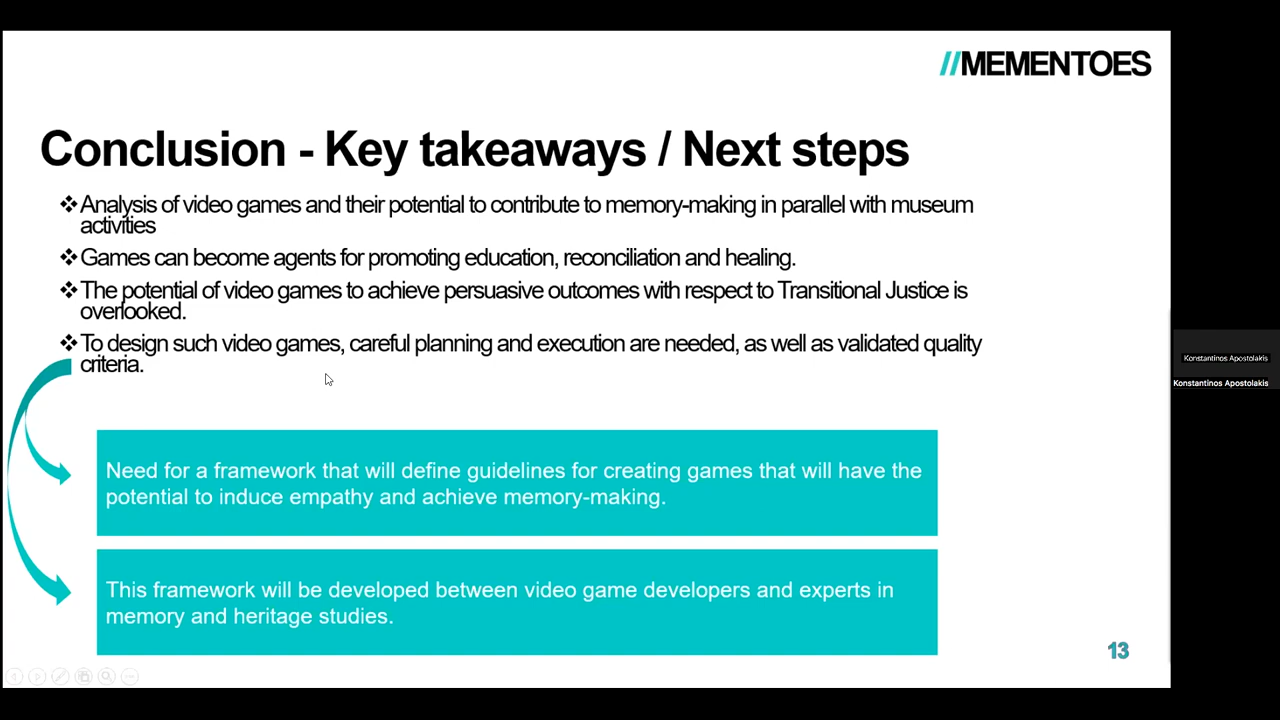 //MEMENTOES
Conclusion - Key takeaways / Next steps
❖Analysis of video games and their potential to contribute to memory-making in parallel with museum
activities
❖Games can become agents for promoting education, reconciliation and healing.
❖The potential of video games to achieve persuasive outcomes with respect to Transitional Justice is
overlooked.
❖To design such video games, careful planning and execution are needed, as well as validated quality
criteria.
Need for a framework that will define guidelines for creating games that will have the
potential to induce empathy and achieve memory-making.
This framework will be developed between video game developers and experts in
memory and heritage studies.
13
Konstantinos Apostolakis
Konstantinos Apostolakis